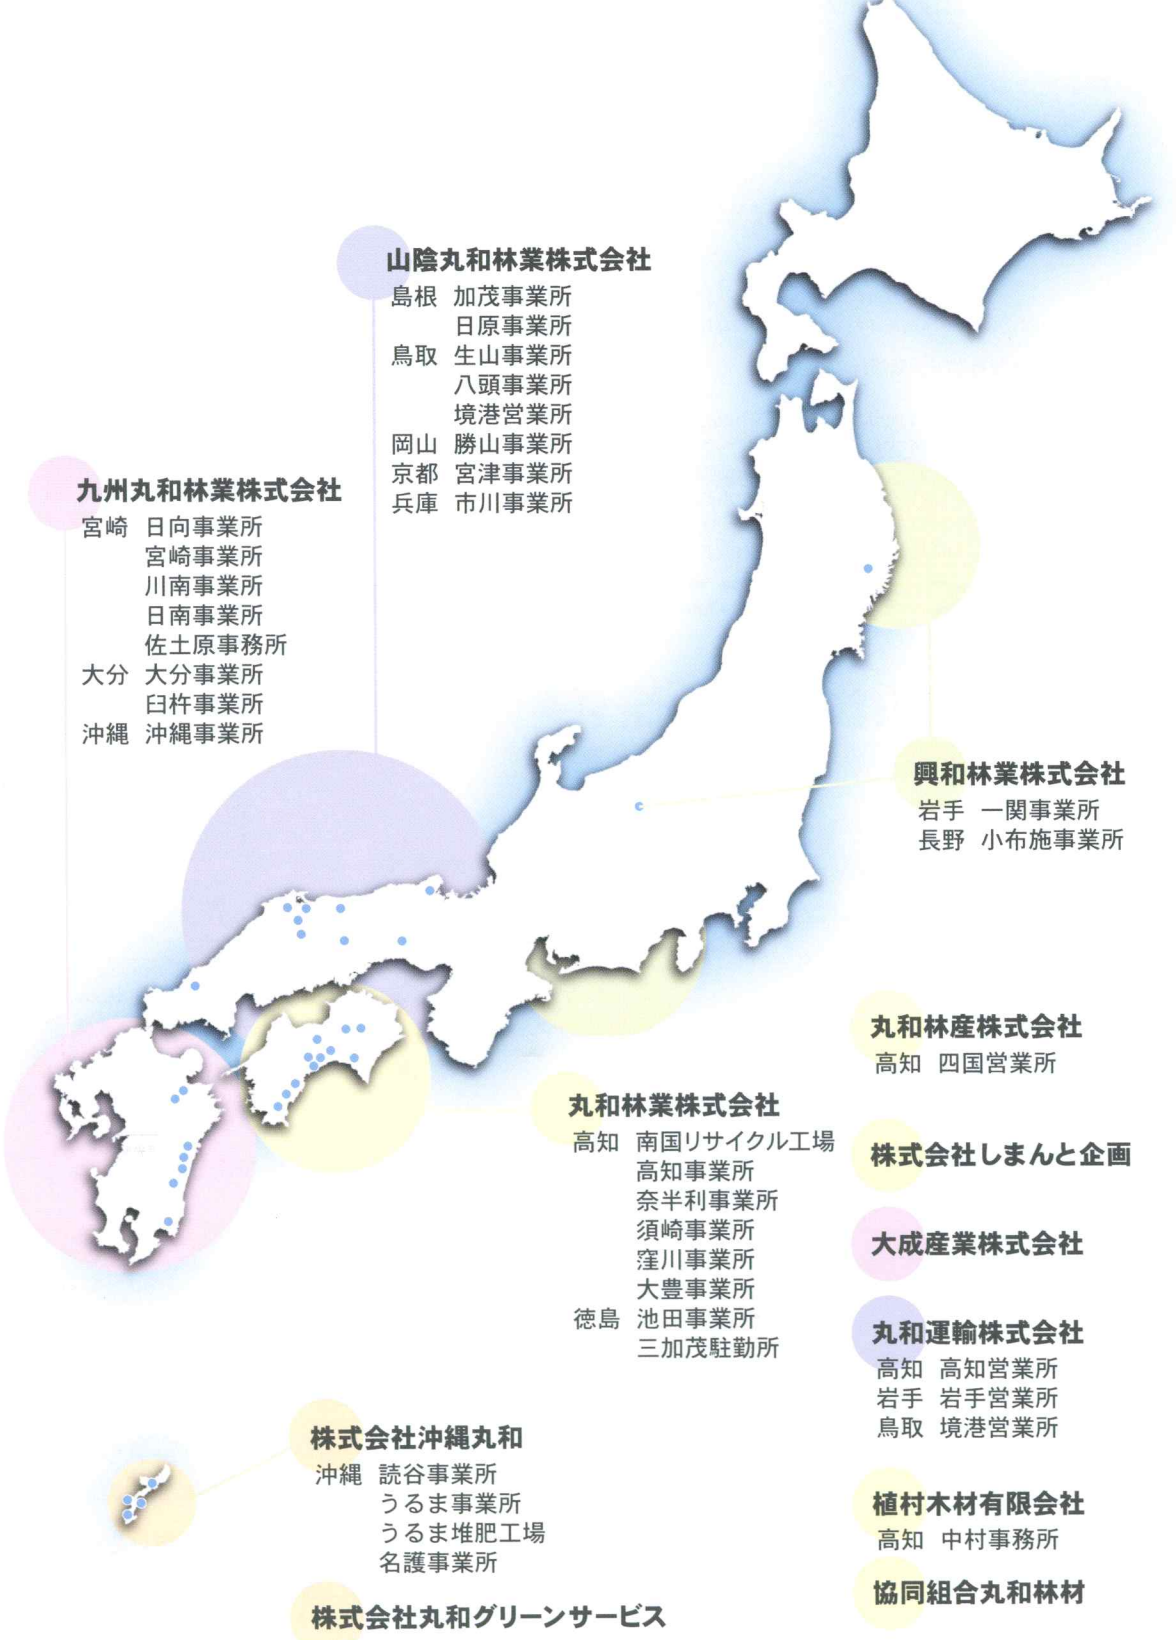 山陰丸和林業株式会社
島根 加茂事業所
日原事業所
鳥取 生山事業所
八頭事業所
境港営業所
岡山 勝山事業所
京都 宮津事業所
兵庫 市川事業所
九州丸和林業株式会社
宮崎 日向事業所
宮崎事業所
川南事業所
日南事業所
佐土原事務所
大分 大分事業所
臼杵事業所
沖縄 沖縄事業所
興和林業株式会社
岩手 一関事業所
長野 小布施事業所
丸和林業株式会社
高知 南国リサイクル工場
高知事業所
奈半利事業所
須崎事業所
窪川事業所
大豊事業所
徳島 池田事業所
三加茂駐勤所
丸和林産株式会社
高知 四国営業所
株式会社しまんと企画
大成産業株式会社
丸和運輸株式会社
高知 高知営業所
岩手 岩手営業所
鳥取 境港営業所
植村木材有限会社
高知 中村事務所
協同組合丸和林材
株式会社沖縄丸和
沖縄 読谷事業所
うるま事業所
うるま堆肥工場
名護事業所
株式会社丸和グリーンサービス